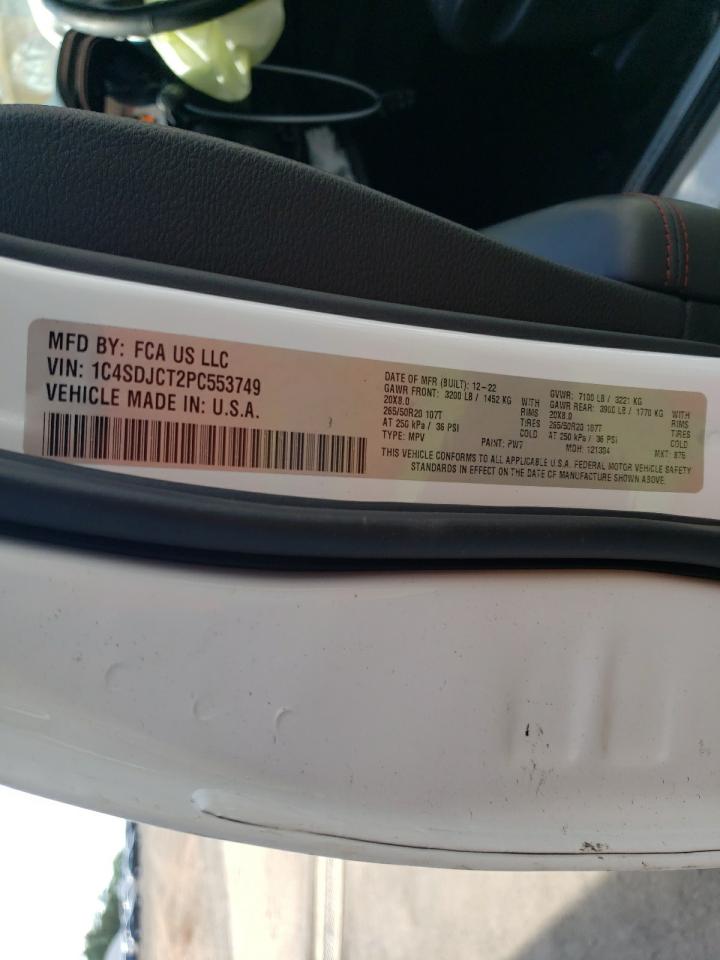 MFD BY: FCA US LLC
VIN: 1C4SDJCT2PC553749
VEHICLE MADE IN: U.S.A.
DATE OF MFR (BUILT): 12-22
GVWR: 7100 LB / 3221 KG
GAWR FRONT: 3200 LB / 1452 KG WITH
20X8.0 RIMS
265/50R20 107T TIRES
AT 250 kPa / 36 PSI COLD
GAWR REAR: 3900 LB / 1770 KG WITH
20X8.0 RIMS
265/50R20 107T TIRES
AT 250 kPa / 36 PSI COLD
TYPE: MPV PAINT: PW7 MDH: 121304 MKT: 876
THIS VEHICLE CONFORMS TO ALL APPLICABLE U.S.A. FEDERAL MOTOR VEHICLE SAFETY
STANDARDS IN EFFECT ON THE DATE OF MANUFACTURE SHOWN ABOVE.